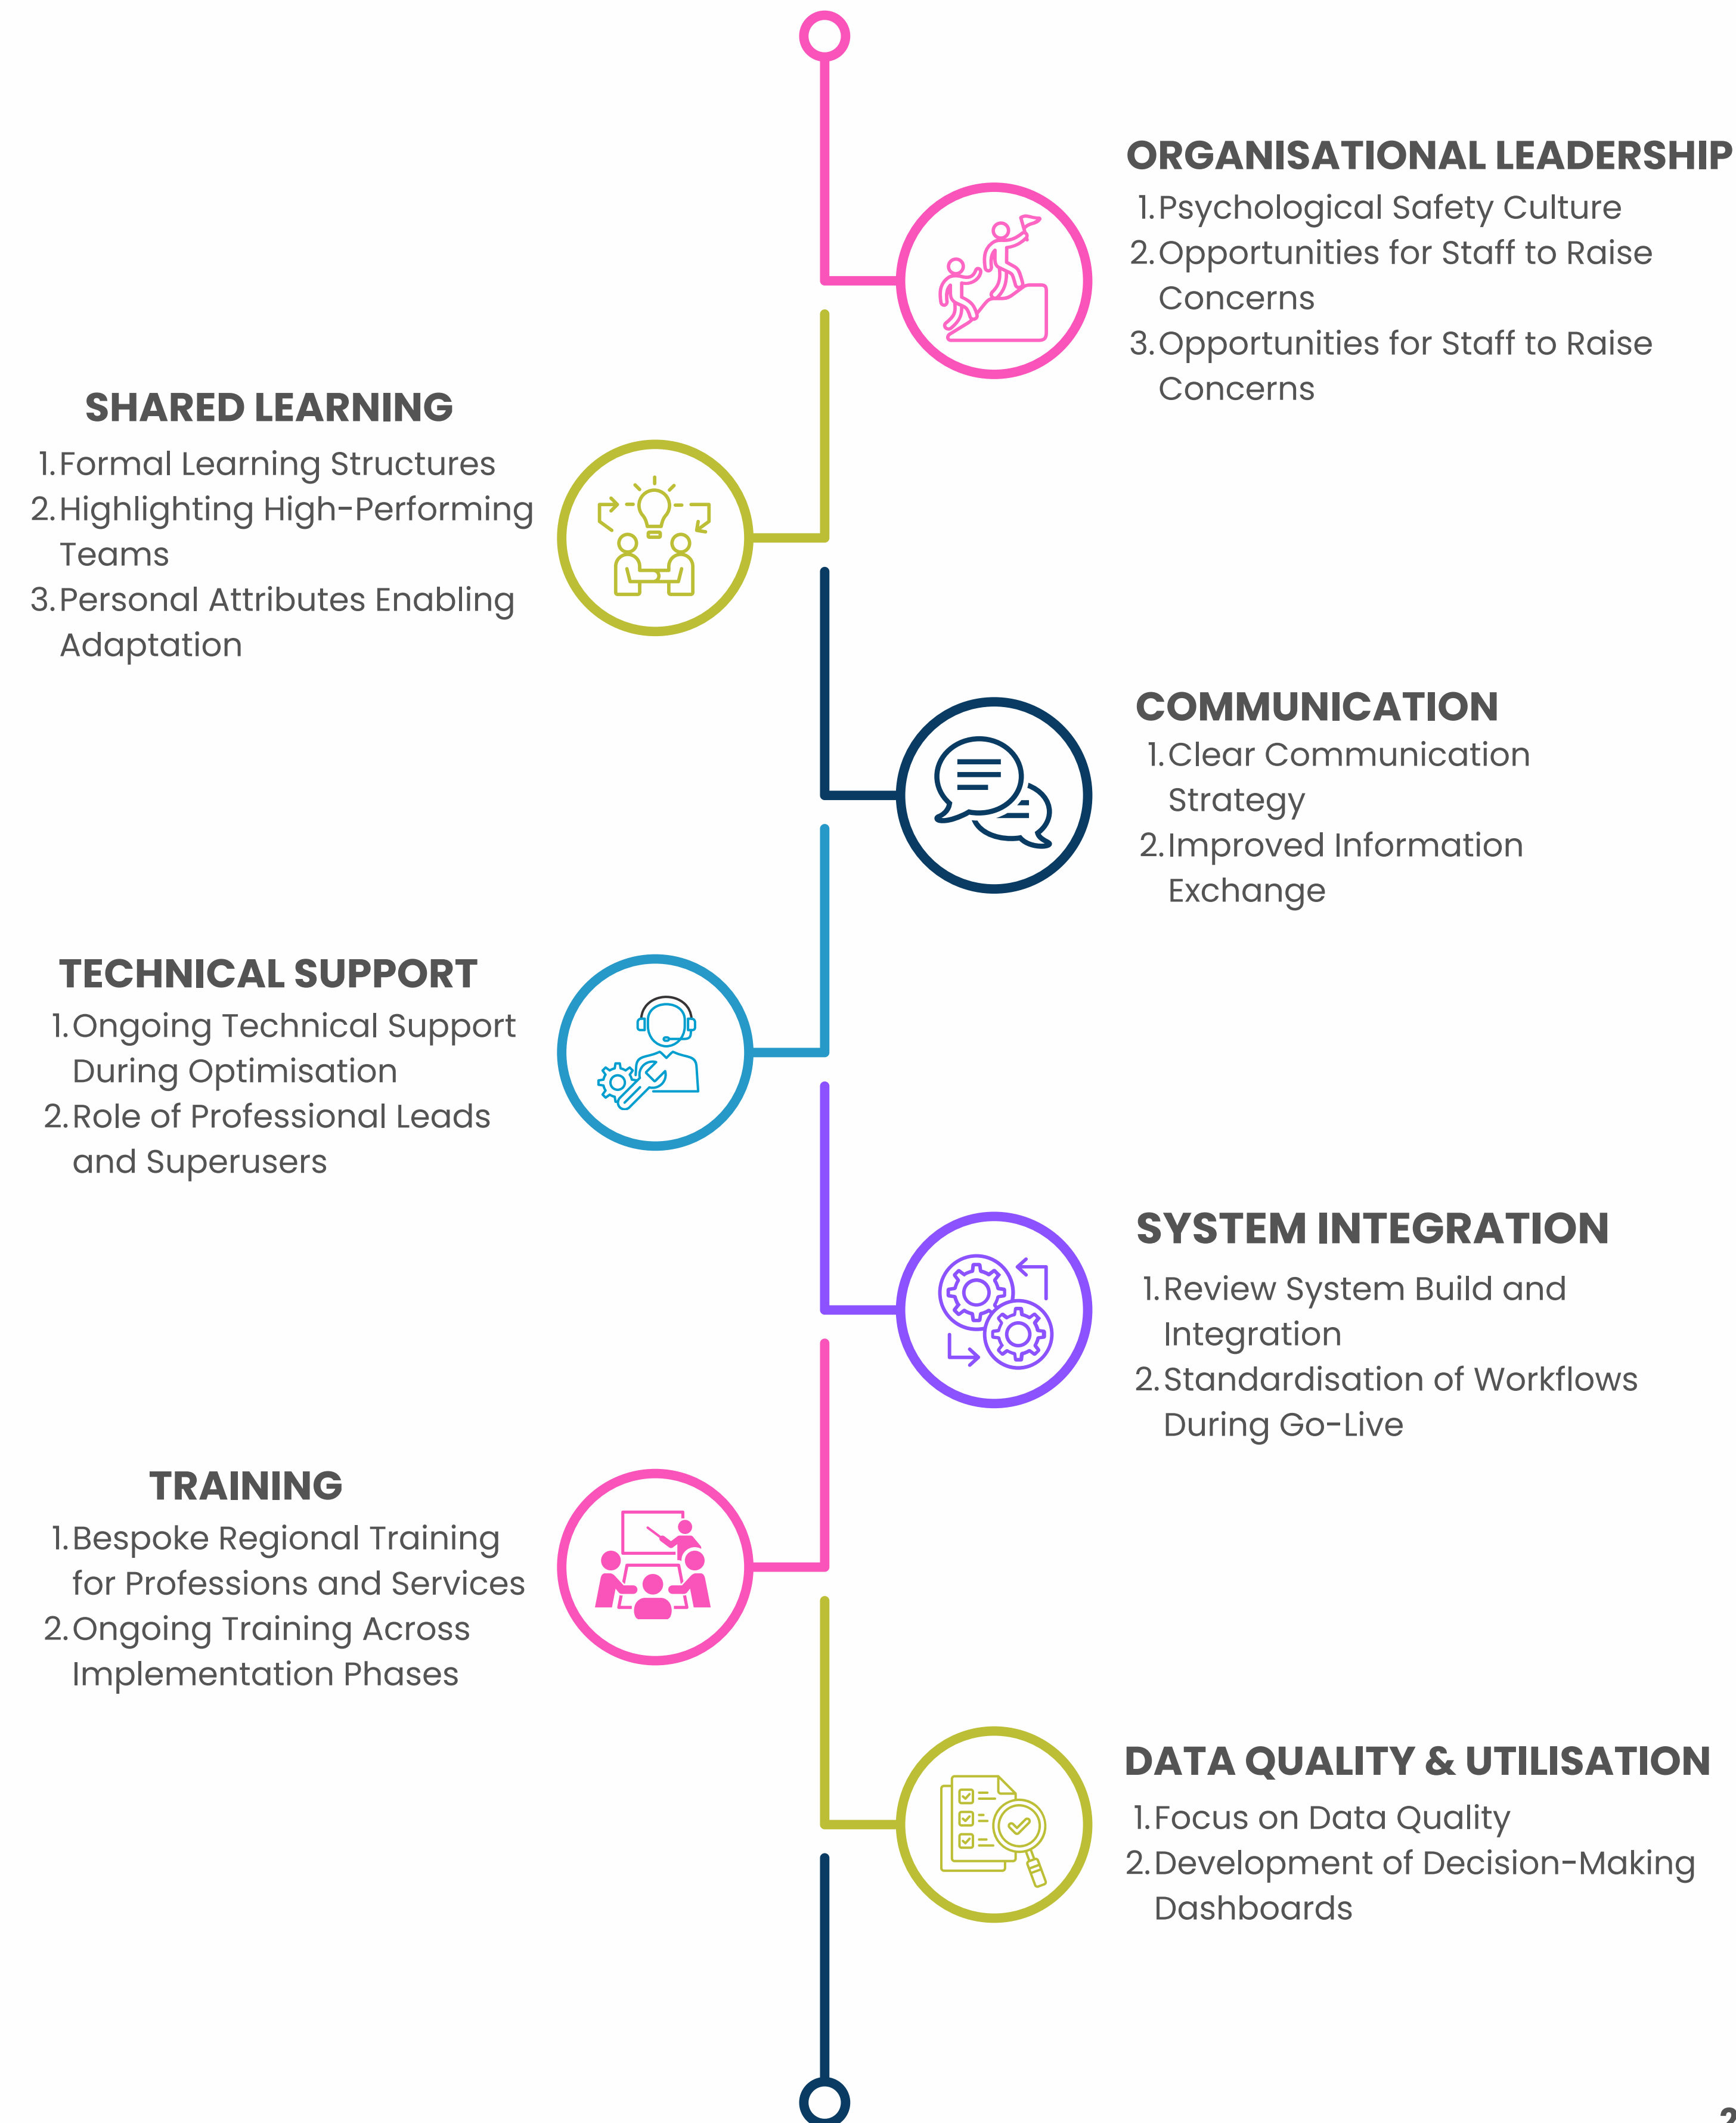 ORGANISATIONAL LEADERSHIP
1. Psychological Safety Culture
2. Opportunities for Staff to Raise
Concerns
3. Opportunities for Staff to Raise
Concerns
SHARED LEARNING
1. Formal Learning Structures
2. Highlighting High-Performing
Teams
3. Personal Attributes Enabling
Adaptation
COMMUNICATION
1. Clear Communication
Strategy
2. Improved Information
Exchange
TECHNICAL SUPPORT
1. Ongoing Technical Support
During Optimisation
2. Role of Professional Leads
and Superusers
SYSTEM INTEGRATION
1. Review System Build and
Integration
2. Standardisation of Workflows
During Go-Live
TRAINING
1. Bespoke Regional Training
for Professions and Services
2. Ongoing Training Across
Implementation Phases
DATA QUALITY & UTILISATION
1. Focus on Data Quality
2. Development of Decision-Making
Dashboards